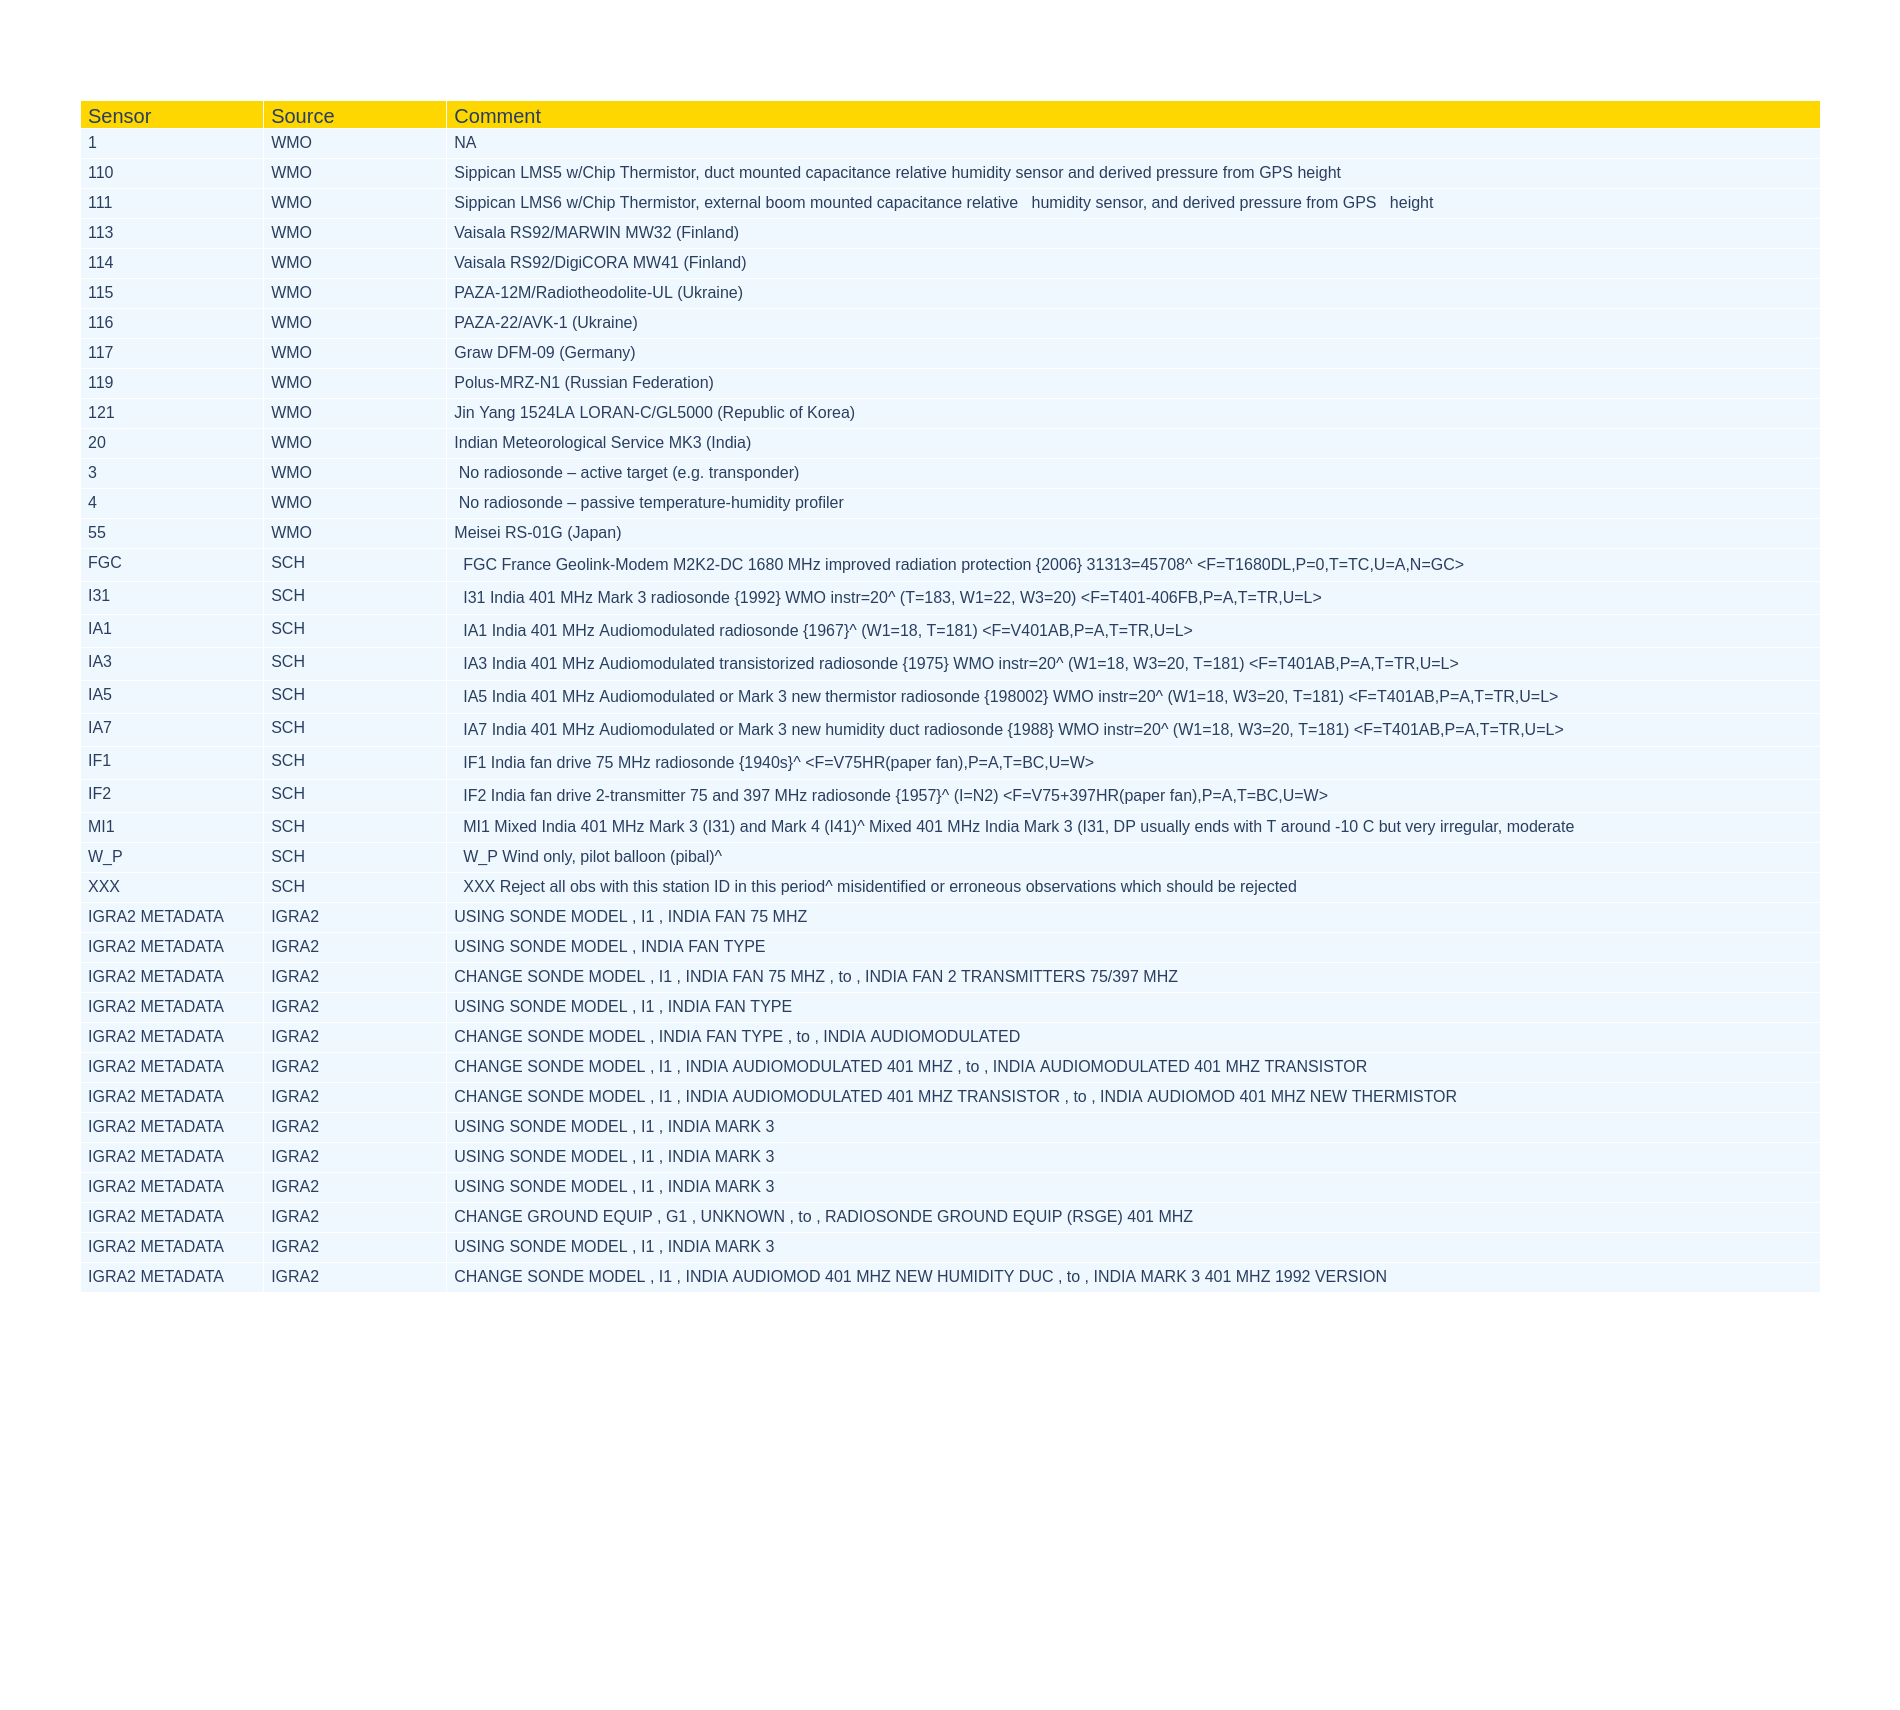 Sensor Source Comment
1 WMO NA
110 WMO Sippican LMS5 w/Chip Thermistor, duct mounted capacitance relative humidity sensor and derived pressure from GPS height
111 WMO Sippican LMS6 w/Chip Thermistor, external boom mounted capacitance relative humidity sensor, and derived pressure from GPS height
113 WMO Vaisala RS92/MARWIN MW32 (Finland)
114 WMO Vaisala RS92/DigiCORA MW41 (Finland)
115 WMO PAZA-12M/Radiotheodolite-UL (Ukraine)
116 WMO PAZA-22/AVK-1 (Ukraine)
117 WMO Graw DFM-09 (Germany)
119 WMO Polus-MRZ-N1 (Russian Federation)
121 WMO Jin Yang 1524LA LORAN-C/GL5000 (Republic of Korea)
20 WMO Indian Meteorological Service MK3 (India)
3 WMO No radiosonde – active target (e.g. transponder)
4 WMO No radiosonde – passive temperature-humidity profiler
55 WMO Meisei RS-01G (Japan)
FGC SCH FGC France Geolink-Modem M2K2-DC 1680 MHz improved radiation protection {2006} 31313=45708^ <F=T1680DL,P=0,T=TC,U=A,N=GC>
I31 SCH I31 India 401 MHz Mark 3 radiosonde {1992} WMO instr=20^ (T=183, W1=22, W3=20) <F=T401-406FB,P=A,T=TR,U=L>
IA1 SCH IA1 India 401 MHz Audiomodulated radiosonde {1967}^ (W1=18, T=181) <F=V401AB,P=A,T=TR,U=L>
IA3 SCH IA3 India 401 MHz Audiomodulated transistorized radiosonde {1975} WMO instr=20^ (W1=18, W3=20, T=181) <F=T401AB,P=A,T=TR,U=L>
IA5 SCH IA5 India 401 MHz Audiomodulated or Mark 3 new thermistor radiosonde {198002} WMO instr=20^ (W1=18, W3=20, T=181) <F=T401AB,P=A,T=TR,U=L>
IA7 SCH IA7 India 401 MHz Audiomodulated or Mark 3 new humidity duct radiosonde {1988} WMO instr=20^ (W1=18, W3=20, T=181) <F=T401AB,P=A,T=TR,U=L>
IF1 SCH IF1 India fan drive 75 MHz radiosonde {1940s}^ <F=V75HR(paper fan),P=A,T=BC,U=W>
IF2 SCH IF2 India fan drive 2-transmitter 75 and 397 MHz radiosonde {1957}^ (I=N2) <F=V75+397HR(paper fan),P=A,T=BC,U=W>
MI1 SCH MI1 Mixed India 401 MHz Mark 3 (I31) and Mark 4 (I41)^ Mixed 401 MHz India Mark 3 (I31, DP usually ends with T around -10 C but very irregular, moderate
W_P SCH W_P Wind only, pilot balloon (pibal)^
XXX SCH XXX Reject all obs with this station ID in this period^ misidentified or erroneous observations which should be rejected
IGRA2 METADATA IGRA2 USING SONDE MODEL , I1 , INDIA FAN 75 MHZ
IGRA2 METADATA IGRA2 USING SONDE MODEL , INDIA FAN TYPE
IGRA2 METADATA IGRA2 CHANGE SONDE MODEL , I1 , INDIA FAN 75 MHZ , to , INDIA FAN 2 TRANSMITTERS 75/397 MHZ
IGRA2 METADATA IGRA2 USING SONDE MODEL , I1 , INDIA FAN TYPE
IGRA2 METADATA IGRA2 CHANGE SONDE MODEL , INDIA FAN TYPE , to , INDIA AUDIOMODULATED
IGRA2 METADATA IGRA2 CHANGE SONDE MODEL , I1 , INDIA AUDIOMODULATED 401 MHZ , to , INDIA AUDIOMODULATED 401 MHZ TRANSISTOR
IGRA2 METADATA IGRA2 CHANGE SONDE MODEL , I1 , INDIA AUDIOMODULATED 401 MHZ TRANSISTOR , to , INDIA AUDIOMOD 401 MHZ NEW THERMISTOR
IGRA2 METADATA IGRA2 USING SONDE MODEL , I1 , INDIA MARK 3
IGRA2 METADATA IGRA2 USING SONDE MODEL , I1 , INDIA MARK 3
IGRA2 METADATA IGRA2 USING SONDE MODEL , I1 , INDIA MARK 3
IGRA2 METADATA IGRA2 CHANGE GROUND EQUIP , G1 , UNKNOWN , to , RADIOSONDE GROUND EQUIP (RSGE) 401 MHZ
IGRA2 METADATA IGRA2 USING SONDE MODEL , I1 , INDIA MARK 3
IGRA2 METADATA IGRA2 CHANGE SONDE MODEL , I1 , INDIA AUDIOMOD 401 MHZ NEW HUMIDITY DUC , to , INDIA MARK 3 401 MHZ 1992 VERSION